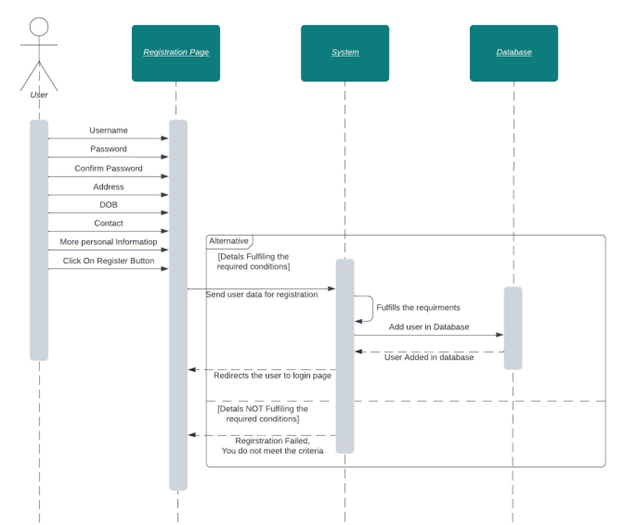 Registration Page
System
Database
User
Username
Password
Confirm Password
Address
DOB
Contact
More personal Informatiop
Click On Register Button
Alternative
[Detals Fulfiling the
required conditions]
Send user data for registration
Fulfills the requirments
Add user in Database
User Added in database
Redirects the user to login page
[Detals NOT Fulfiling the
required conditions]
Regirstration Failed,
You do not meet the criteria